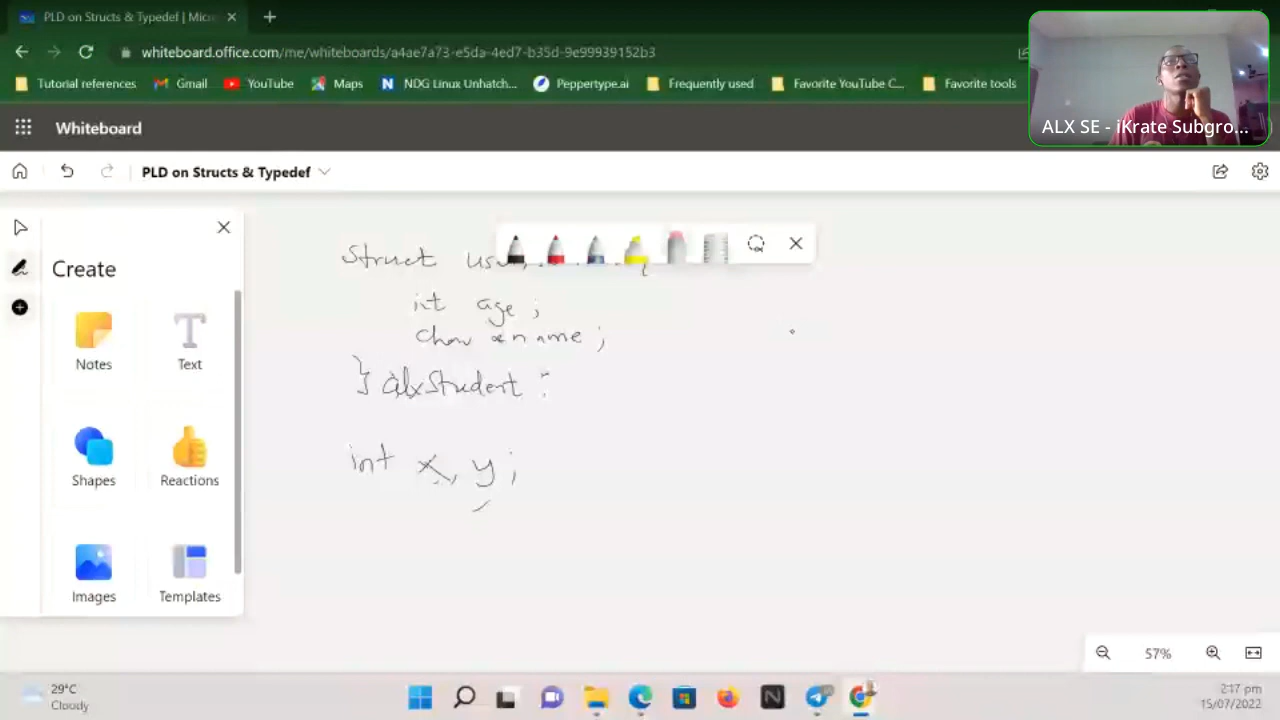 PLD on Structs & Typedef | Micr
whiteboard.office.com/me/whiteboards/a4ae7a73-e5da-4ed7-b35d-9e99939152b3
Tutorial references Gmail YouTube Maps NDG Linux Unhatch... Peppertype.ai Frequently used Favorite YouTube C... Favorite tools
ALX SE - iKrate Subgro...
Whiteboard
PLD on Structs & Typedef
Create
Notes Text
Shapes Reactions
Images Templates
Struct
int age ;
char *name ;
} alxStudent ;
int x, y ;
57%
29°C
Cloudy
2:17 pm
15/07/2022